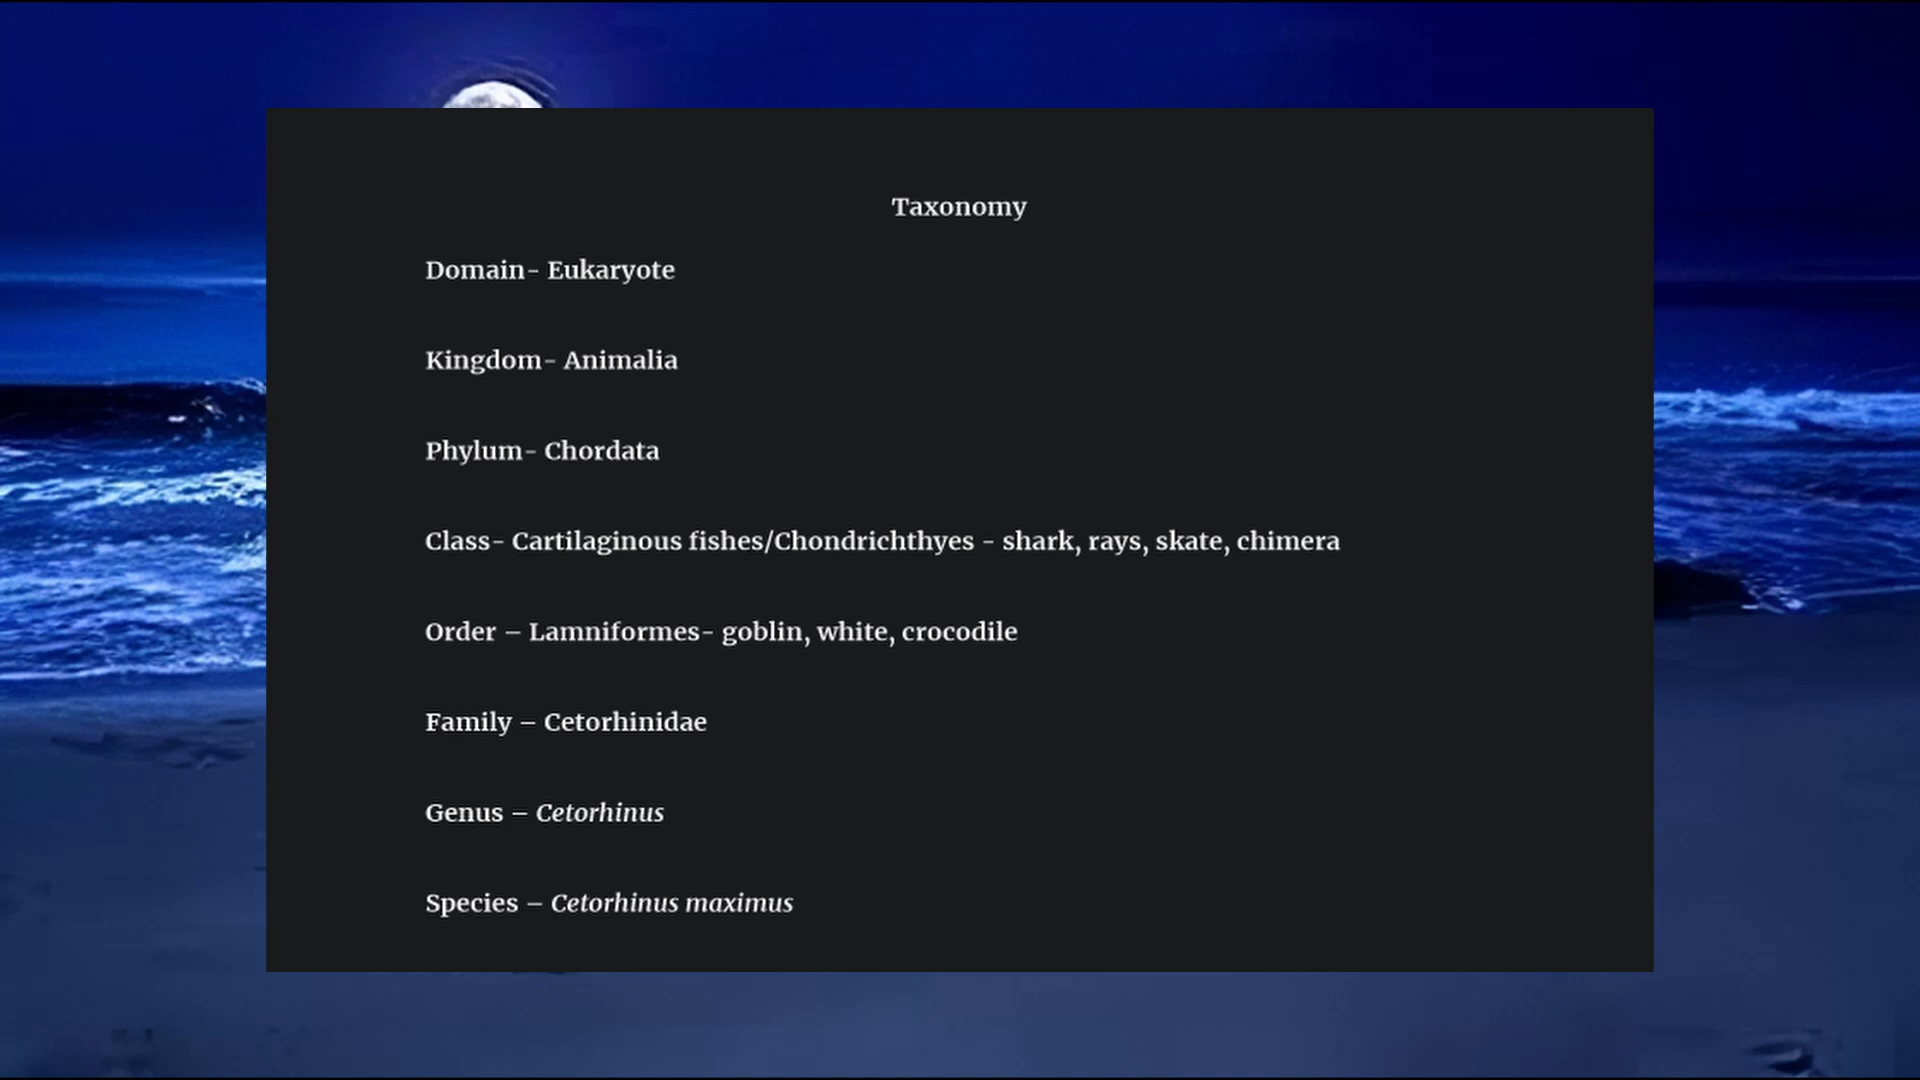 Taxonomy
Domain- Eukaryote
Kingdom- Animalia
Phylum- Chordata
Class- Cartilaginous fishes/Chondrichthyes - shark, rays, skate, chimera
Order – Lamniformes- goblin, white, crocodile
Family – Cetorhinidae
Genus – Cetorhinus
Species – Cetorhinus maximus